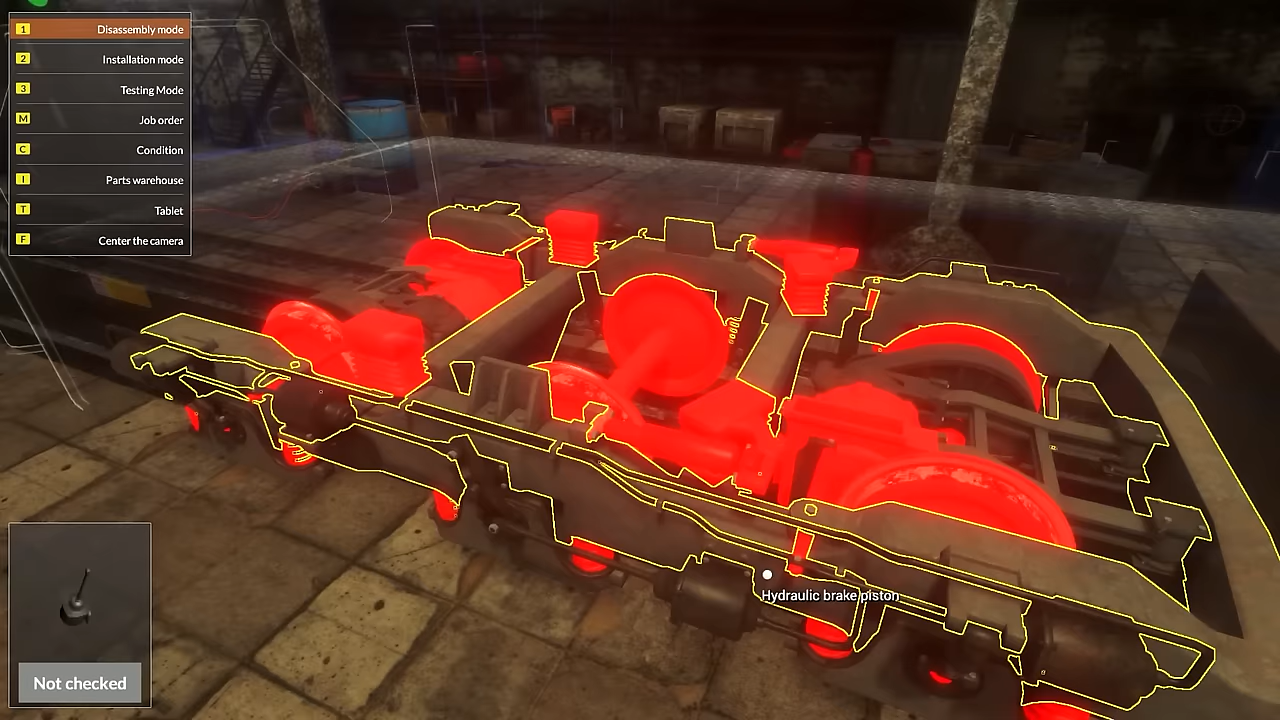 1 Disassembly mode
2 Installation mode
3 Testing Mode
M Job order
C Condition
I Parts warehouse
T Tablet
F Center the camera
Hydraulic brake piston
Not checked